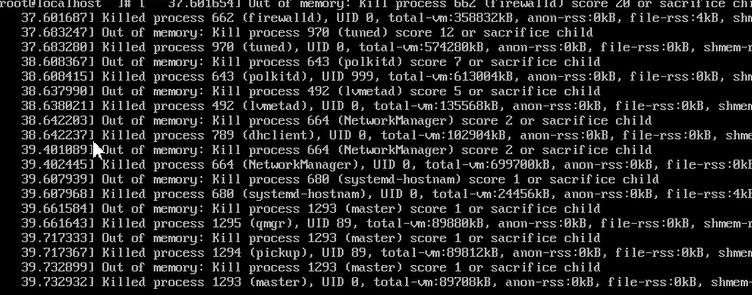 root@localhost ~]# [   37.601654] Out of memory: Kill process 662 (firewalld) score 20 or sacrifice child
37.601687] Killed process 662 (firewalld), UID 0, total-vm:358832kB, anon-rss:0kB, file-rss:4kB, shmem-r
37.683247] Out of memory: Kill process 970 (tuned) score 12 or sacrifice child
37.683280] Killed process 970 (tuned), UID 0, total-vm:574280kB, anon-rss:0kB, file-rss:0kB, shmem-rss:
38.608367] Out of memory: Kill process 643 (polkitd) score 7 or sacrifice child
38.608415] Killed process 643 (polkitd), UID 999, total-vm:613004kB, anon-rss:0kB, file-rss:0kB, shmem-
38.637990] Out of memory: Kill process 492 (lvmetad) score 5 or sacrifice child
38.638021] Killed process 492 (lvmetad), UID 0, total-vm:135568kB, anon-rss:0kB, file-rss:0kB, shmem-rs
38.642203] Out of memory: Kill process 664 (NetworkManager) score 2 or sacrifice child
38.642237] Killed process 789 (dhclient), UID 0, total-vm:102904kB, anon-rss:0kB, file-rss:0kB, shmem-r
39.401089] Out of memory: Kill process 664 (NetworkManager) score 2 or sacrifice child
39.402445] Killed process 664 (NetworkManager), UID 0, total-vm:699700kB, anon-rss:0kB, file-rss:0kB, s
39.607939] Out of memory: Kill process 680 (systemd-hostnam) score 1 or sacrifice child
39.607968] Killed process 680 (systemd-hostnam), UID 0, total-vm:24456kB, anon-rss:0kB, file-rss:4kB
39.661584] Out of memory: Kill process 1293 (master) score 1 or sacrifice child
39.661643] Killed process 1295 (qmgr), UID 89, total-vm:89880kB, anon-rss:0kB, file-rss:0kB, shmem-rss
39.717333] Out of memory: Kill process 1293 (master) score 1 or sacrifice child
39.717367] Killed process 1294 (pickup), UID 89, total-vm:89812kB, anon-rss:0kB, file-rss:0kB, shmem-r
39.732899] Out of memory: Kill process 1293 (master) score 1 or sacrifice child
39.732932] Killed process 1293 (master), UID 0, total-vm:89708kB, anon-rss:0kB, file-rss:0kB, shmem-rs